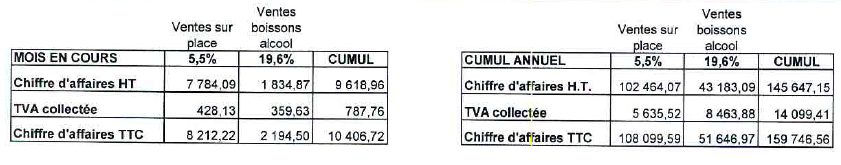 Ventes sur place
Ventes boissons alcool
MOIS EN COURS 5,5% 19,6% CUMUL
Chiffre d'affaires HT 7 784,09 1 834,87 9 618,96
TVA collectée 428,13 359,63 787,76
Chiffre d'affaires TTC 8 212,22 2 194,50 10 406,72
Ventes sur place
Ventes boissons alcool
CUMUL ANNUEL 5,5% 19,6% CUMUL
Chiffre d'affaires H.T. 102 464,07 43 183,09 145 647,15
TVA collectée 5 635,52 8 463,88 14 099,41
Chiffre d'affaires TTC 108 099,59 51 646,97 159 746,56